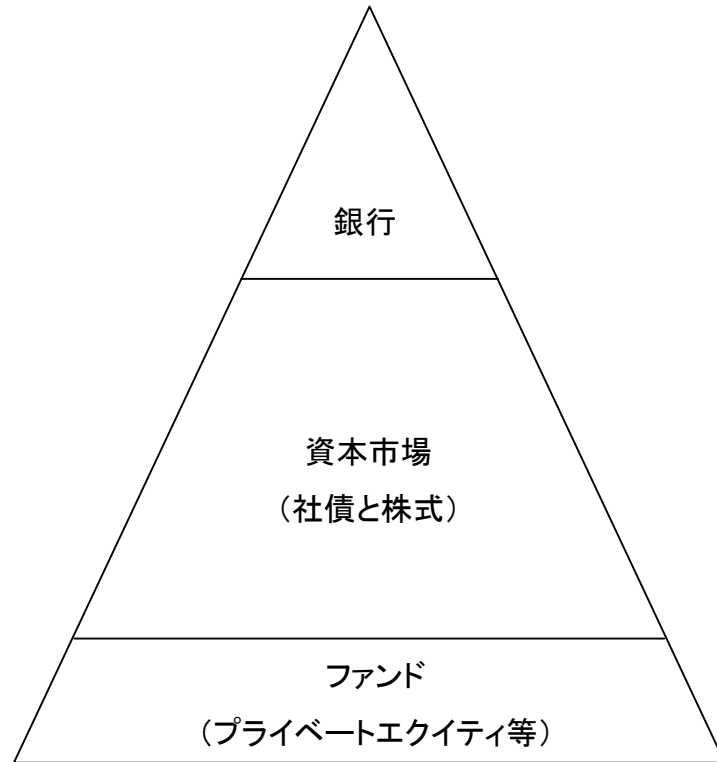 銀行
資本市場
（社債と株式）
ファンド
（プライベートエクイティ等）